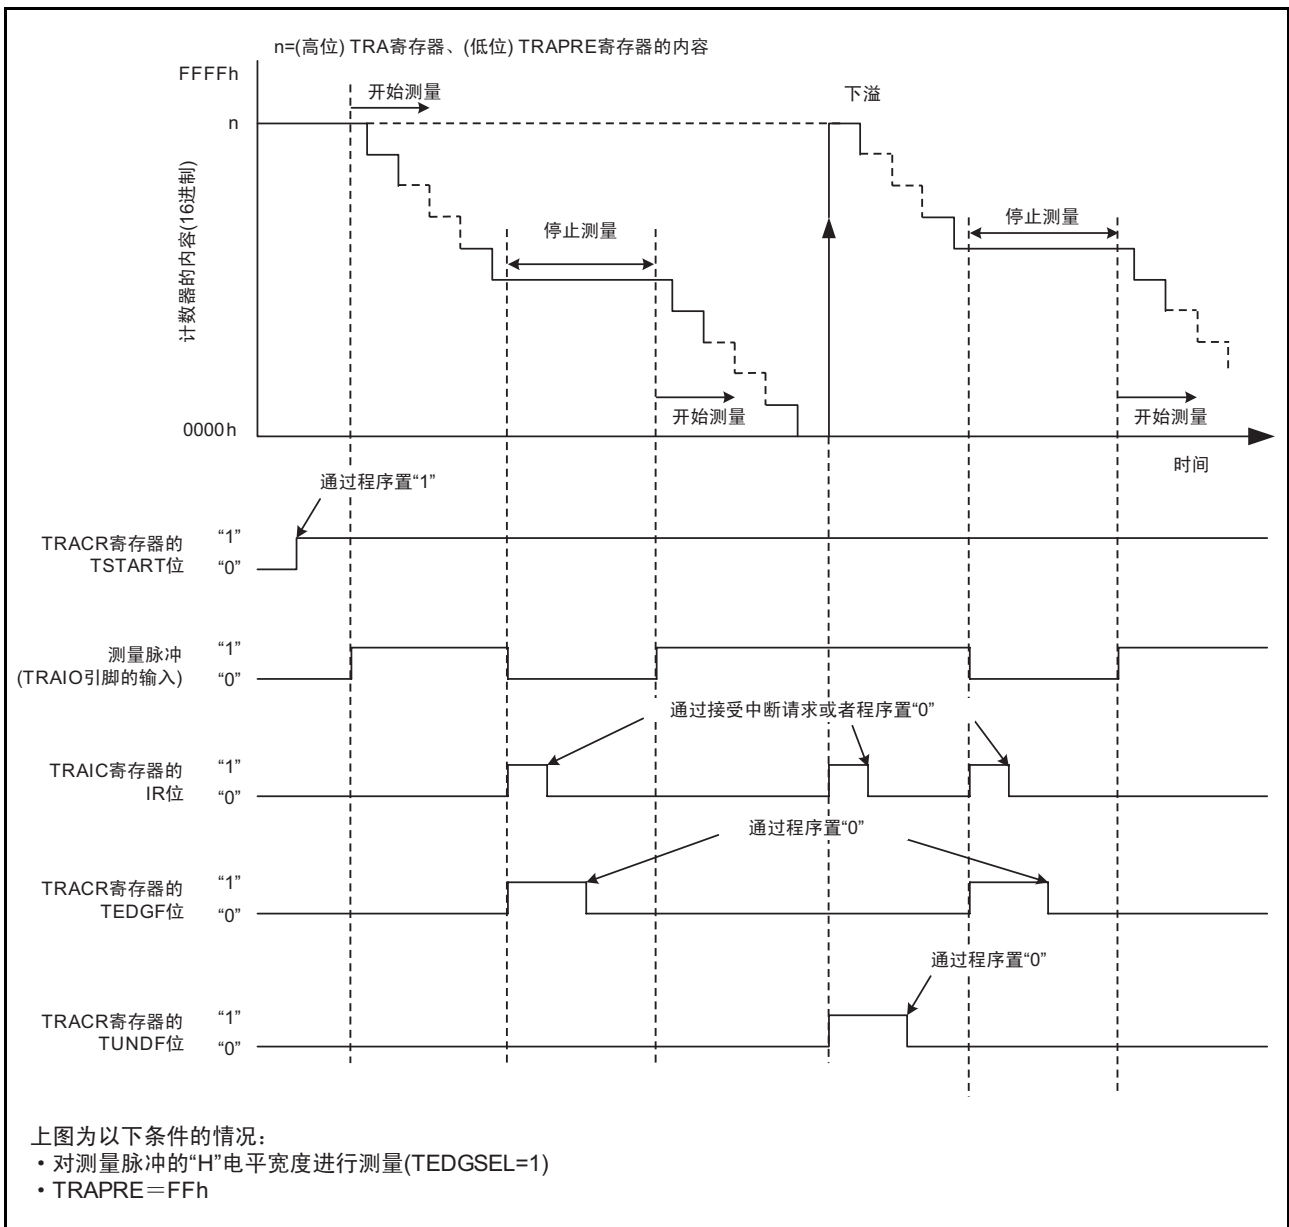 n=(高位) TRA寄存器、(低位) TRAPRE寄存器的内容
FFFFh
开始测量
下溢
n
计数器的内容(16进制)
停止测量
停止测量
开始测量
开始测量
0000h
时间
通过程序置“1”
TRACR寄存器的
TSTART位
“1”
“0”
测量脉冲
(TRAIO引脚的输入)
“1”
“0”
通过接受中断请求或者程序置“0”
TRAIC寄存器的
IR位
“1”
“0”
通过程序置“0”
TRACR寄存器的
TEDGF位
“1”
“0”
通过程序置“0”
TRACR寄存器的
TUNDF位
“1”
“0”
上图为以下条件的情况：
・对测量脉冲的“H”电平宽度进行测量(TEDGSEL=1)
・TRAPRE＝FFh